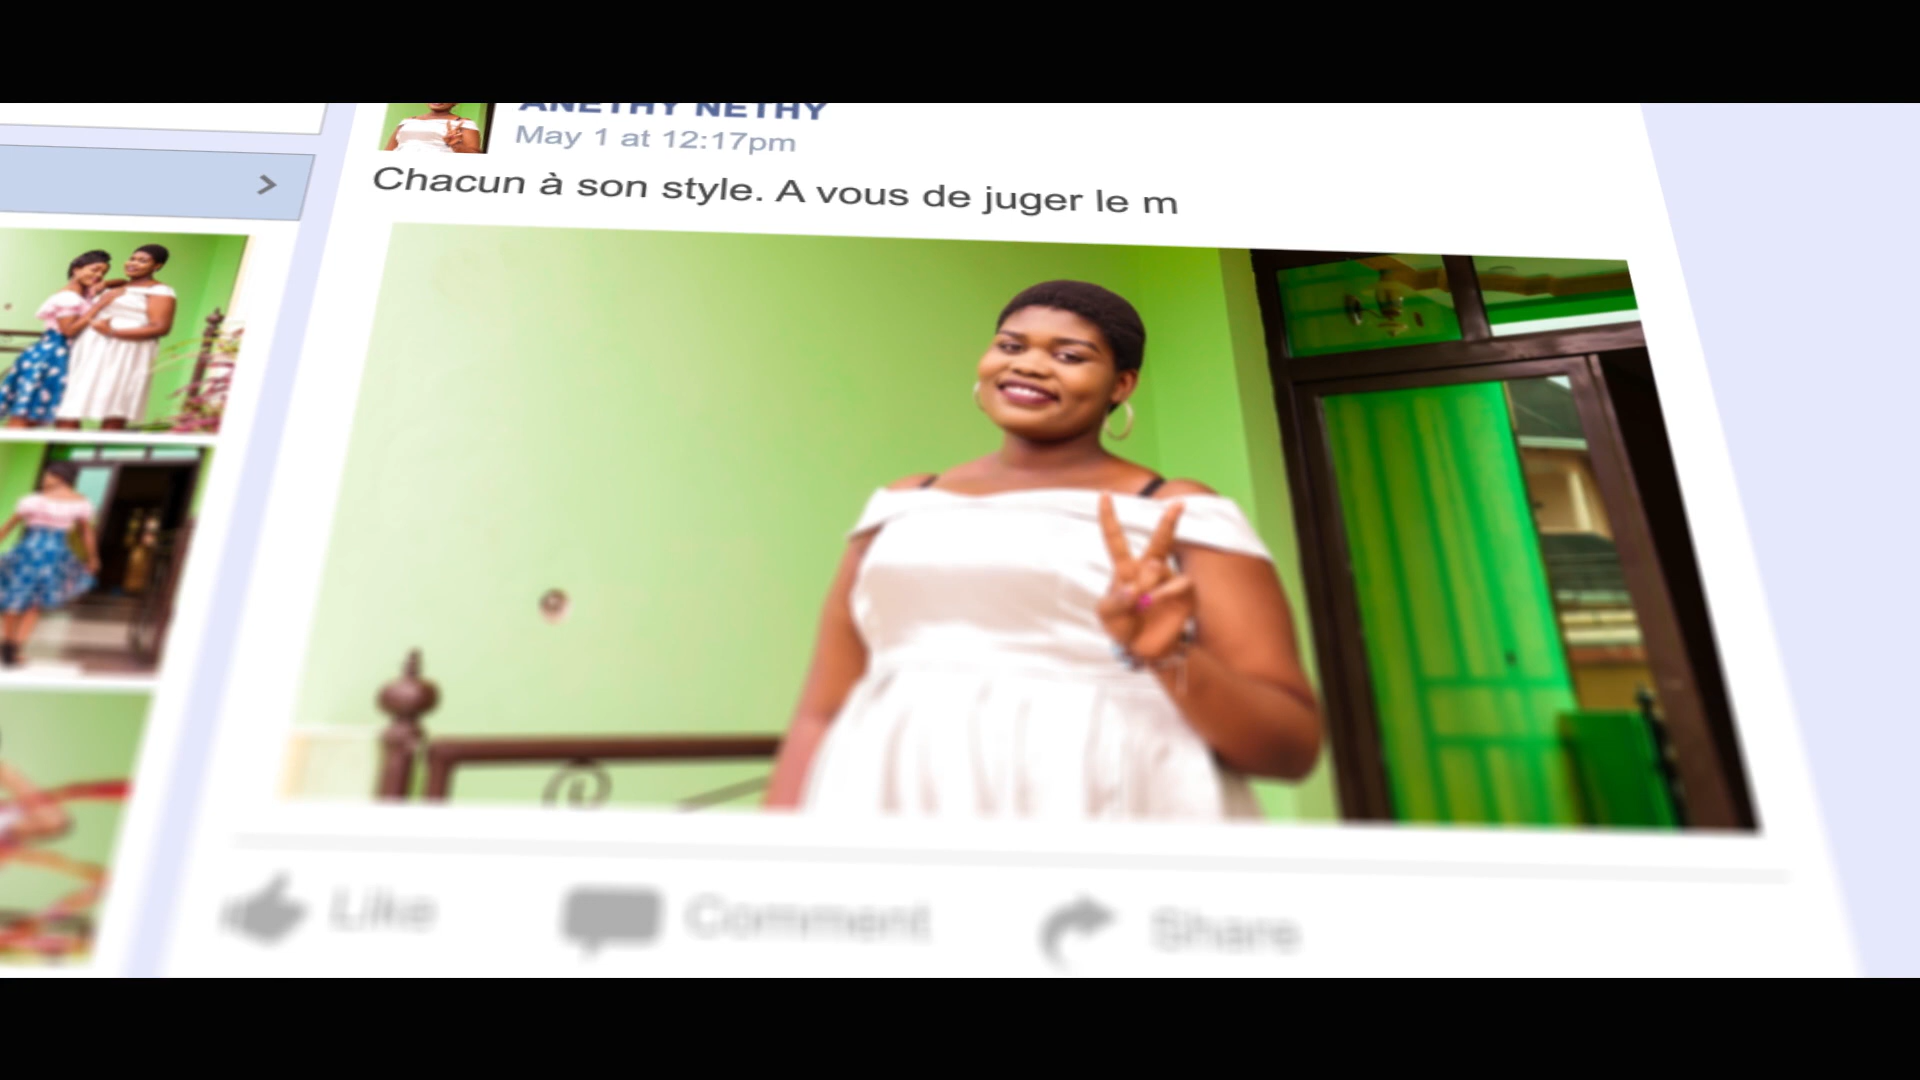 ANETHY NETHY
May 1 at 12:17pm
Chacun à son style. A vous de juger le m
Like
Comment
Share